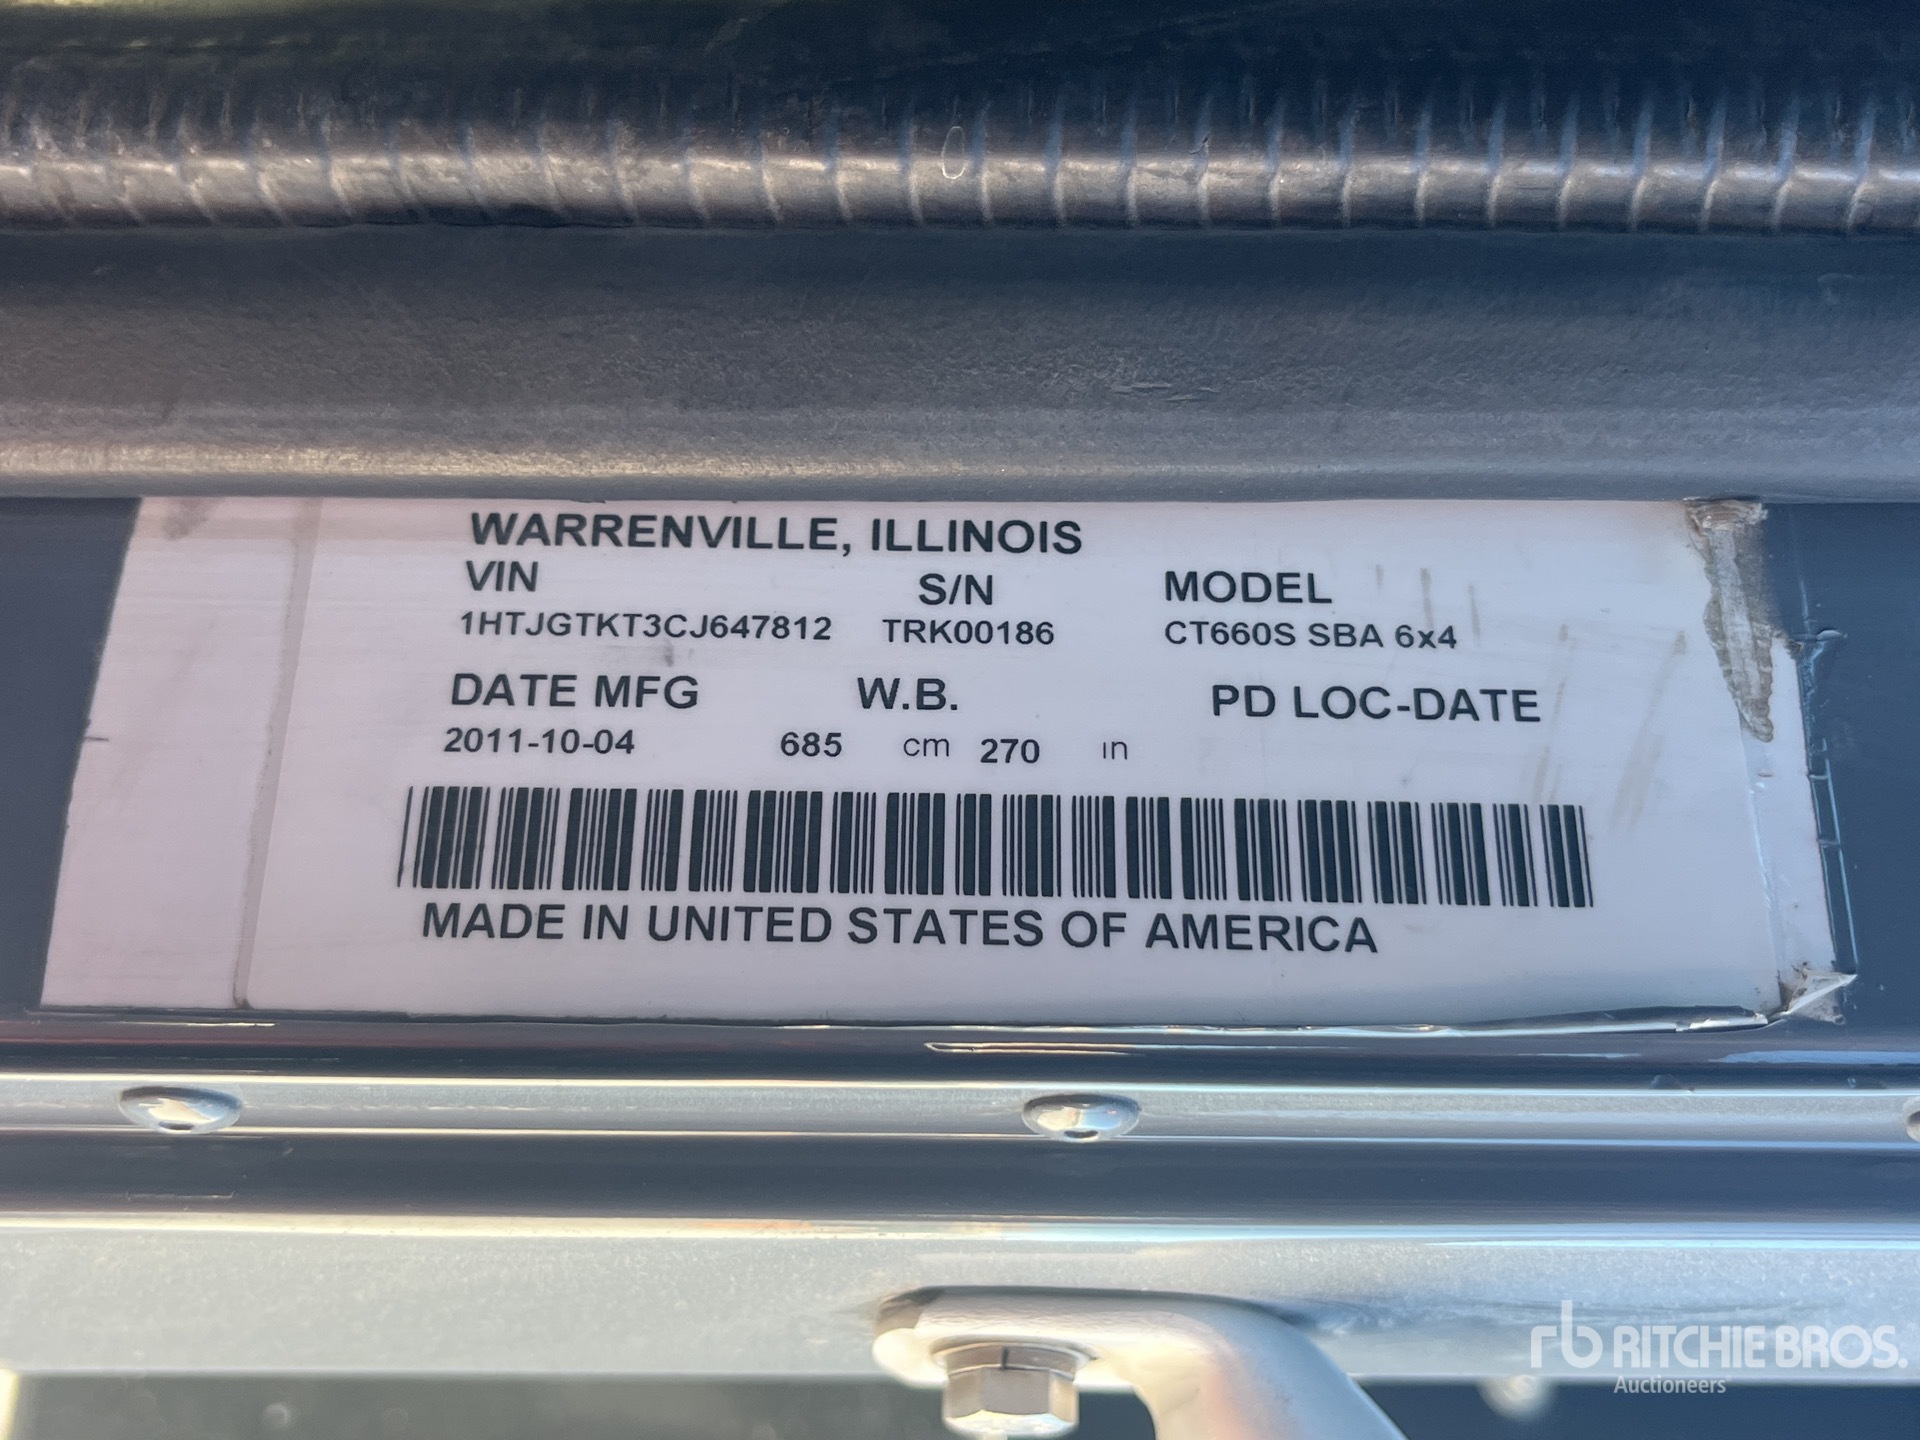 WARRENVILLE, ILLINOIS
VIN S/N MODEL
1HTJGTKT3CJ647812 TRK00186 CT660S SBA 6x4
DATE MFG W.B. PD LOC-DATE
2011-10-04 685 cm 270 in
MADE IN UNITED STATES OF AMERICA
rb RITCHIE BROS.
Auctioneers